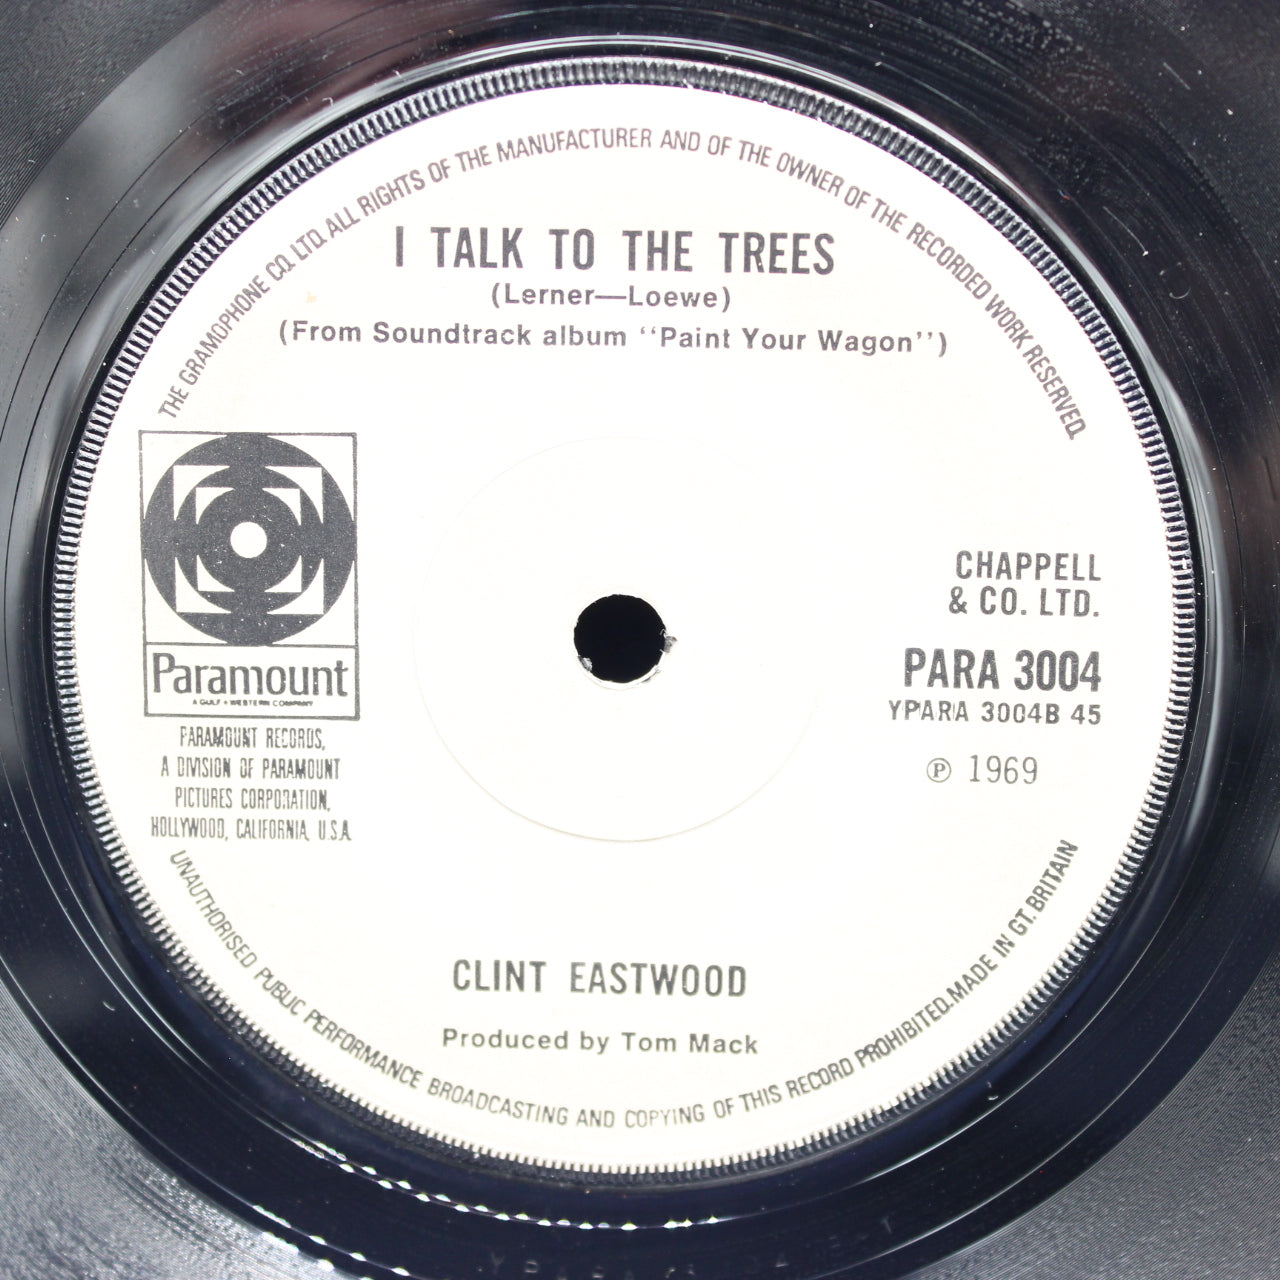 THE GRAMOPHONE CO. LTD. ALL RIGHTS OF THE MANUFACTURER AND OF THE OWNER OF THE RECORDED WORK RESERVED.
I TALK TO THE TREES
(Lerner—Loewe)
(From Soundtrack album “Paint Your Wagon”)
Paramount
A GULF + WESTERN COMPANY
PARAMOUNT RECORDS,
A DIVISION OF PARAMOUNT
PICTURES CORPORATION,
HOLLYWOOD, CALIFORNIA, U.S.A.
CHAPPELL
& CO. LTD.
PARA 3004
YPARA 3004B 45
℗ 1969
CLINT EASTWOOD
Produced by Tom Mack
UNAUTHORISED PUBLIC PERFORMANCE BROADCASTING AND COPYING OF THIS RECORD PROHIBITED. MADE IN GT. BRITAIN